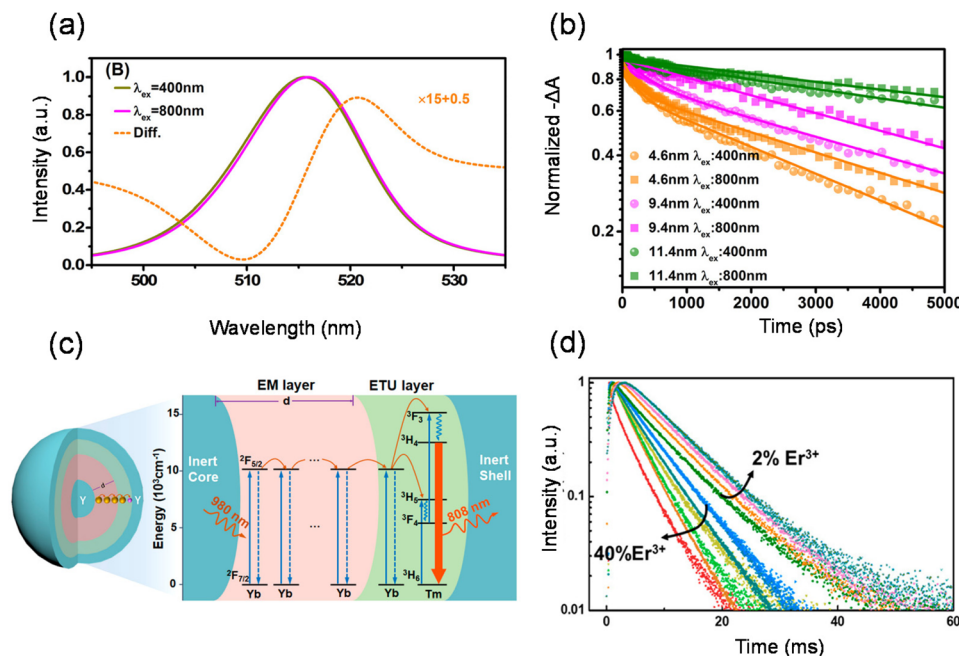 (a)
(B)
λex=400nm
λex=800nm
Diff.
×15+0.5
Intensity (a.u.)
1.0
0.8
0.6
0.4
0.2
0.0
500
510
520
530
Wavelength (nm)
(b)
Normalized -ΔA
1
0.8
0.6
0.4
0.2
4.6nm λex:400nm
4.6nm λex:800nm
9.4nm λex:400nm
9.4nm λex:800nm
11.4nm λex:400nm
11.4nm λex:800nm
0
1000
2000
3000
4000
5000
Time (ps)
(c)
EM layer
ETU layer
d
Y
d
Y
Energy (10³cm⁻¹)
15
10
5
0
Inert
Core
980 nm
²F5/2
...
...
²F7/2
Yb
Yb
Yb
Yb
Tm
³F3
³H4
³H5
³F4
³H6
808 nm
Inert
Shell
(d)
Intensity (a.u.)
1
0.1
0.01
2% Er³⁺
40%Er³⁺
0
20
40
60
Time (ms)